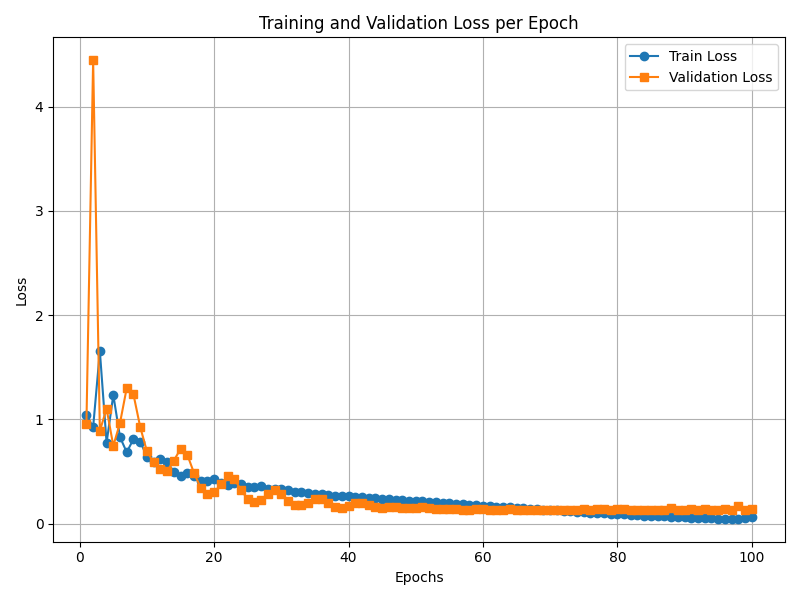 Training and Validation Loss per Epoch
Train Loss
Validation Loss
4
3
2
1
0
Loss
0 20 40 60 80 100
Epochs